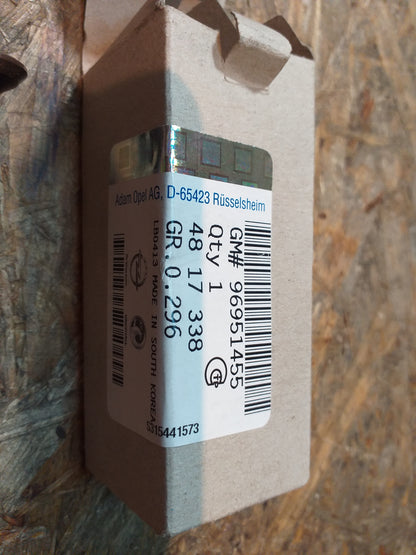 Adam Opel AG, D-65423 Rüsselsheim
GM# 96951455
Qty 1
48 17 338
GR.0.296
LB0413 MADE IN SOUTH KOREA